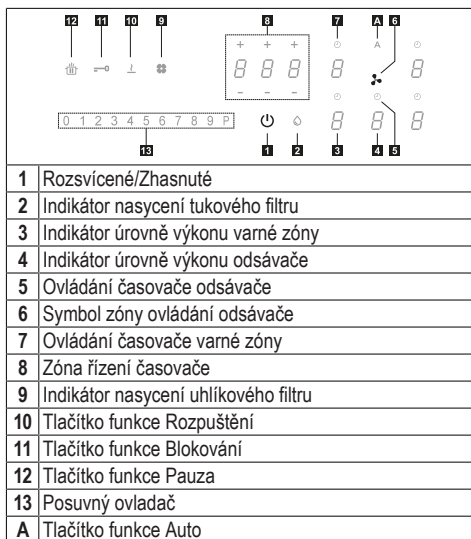 12 11 10 9 8 7 A 6
+ + + A
8 8 8 8 8
- - -
0 1 2 3 4 5 6 7 8 9 P 8 8 8
13 1 2 3 4 5
1 Rozsvícené/Zhasnuté
2 Indikátor nasycení tukového filtru
3 Indikátor úrovně výkonu varné zóny
4 Indikátor úrovně výkonu odsávače
5 Ovládání časovače odsávače
6 Symbol zóny ovládání odsávače
7 Ovládání časovače varné zóny
8 Zóna řízení časovače
9 Indikátor nasycení uhlíkového filtru
10 Tlačítko funkce Rozpuštění
11 Tlačítko funkce Blokování
12 Tlačítko funkce Pauza
13 Posuvný ovladač
A Tlačítko funkce Auto